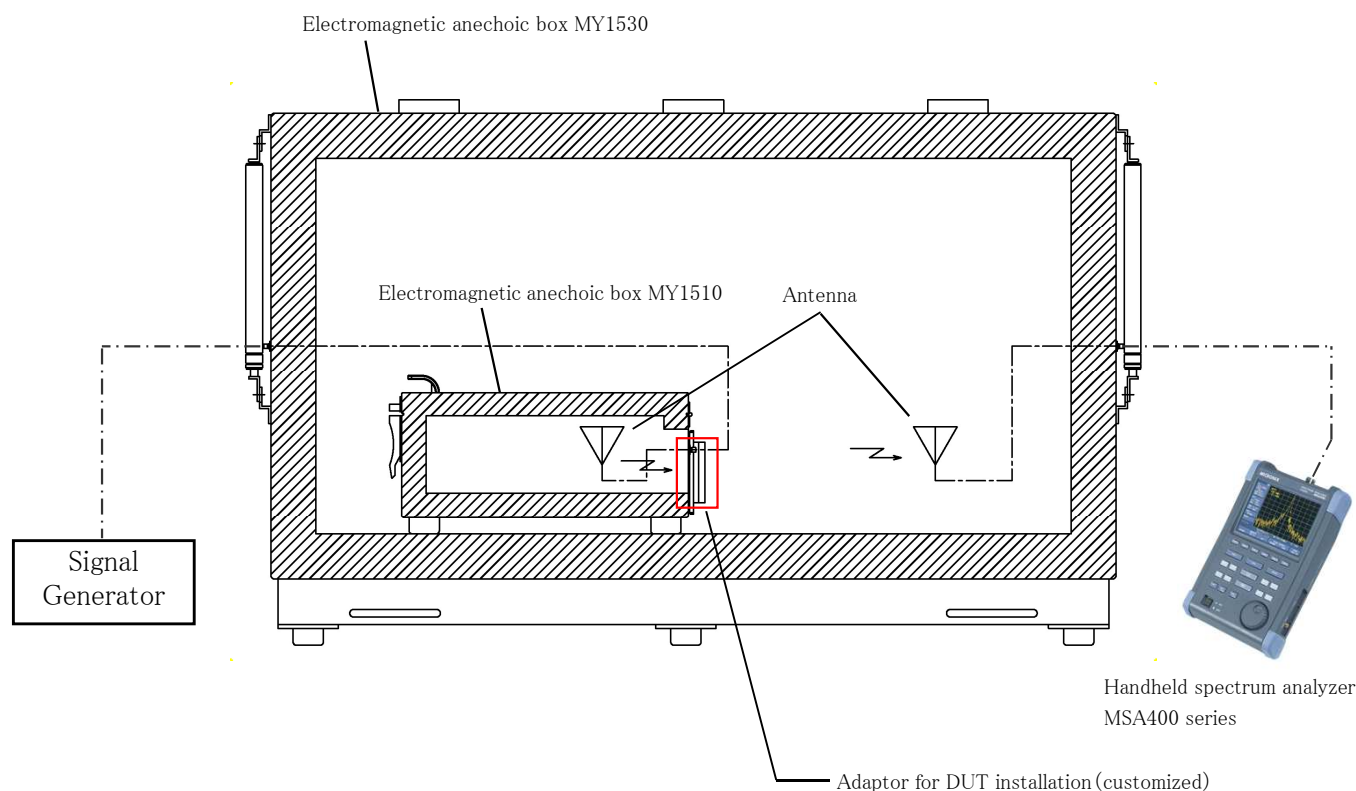 Electromagnetic anechoic box MY1530
Electromagnetic anechoic box MY1510
Antenna
Signal
Generator
Handheld spectrum analyzer
MSA400 series
Adaptor for DUT installation (customized)